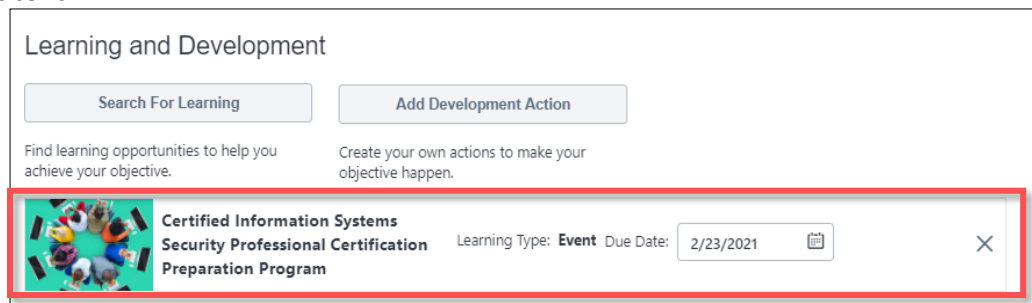 Learning and Development
Search For Learning
Add Development Action
Find learning opportunities to help you
achieve your objective.
Create your own actions to make your
objective happen.
Certified Information Systems
Security Professional Certification
Preparation Program
Learning Type: Event Due Date: 2/23/2021